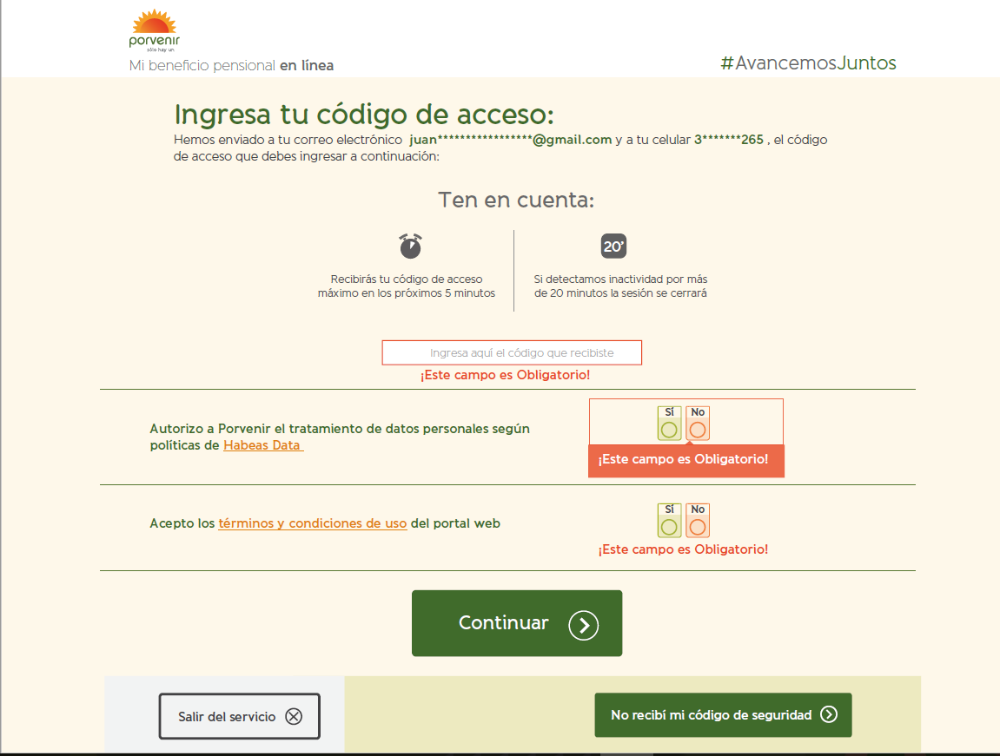 porvenir
sólo hay un
Mi beneficio pensional en línea
#AvancemosJuntos
Ingresa tu código de acceso:
Hemos enviado a tu correo electrónico juan*****************@gmail.com y a tu celular 3*******265 , el código
de acceso que debes ingresar a continuación:
Ten en cuenta:
20'
Recibirás tu código de acceso
máximo en los próximos 5 minutos
Si detectamos inactividad por más
de 20 minutos la sesión se cerrará
Ingresa aquí el código que recibiste
¡Este campo es Obligatorio!
Autorizo a Porvenir el tratamiento de datos personales según
políticas de Habeas Data
SÍ No
¡Este campo es Obligatorio!
Acepto los términos y condiciones de uso del portal web
SÍ No
¡Este campo es Obligatorio!
Continuar
Salir del servicio
No recibí mi código de seguridad